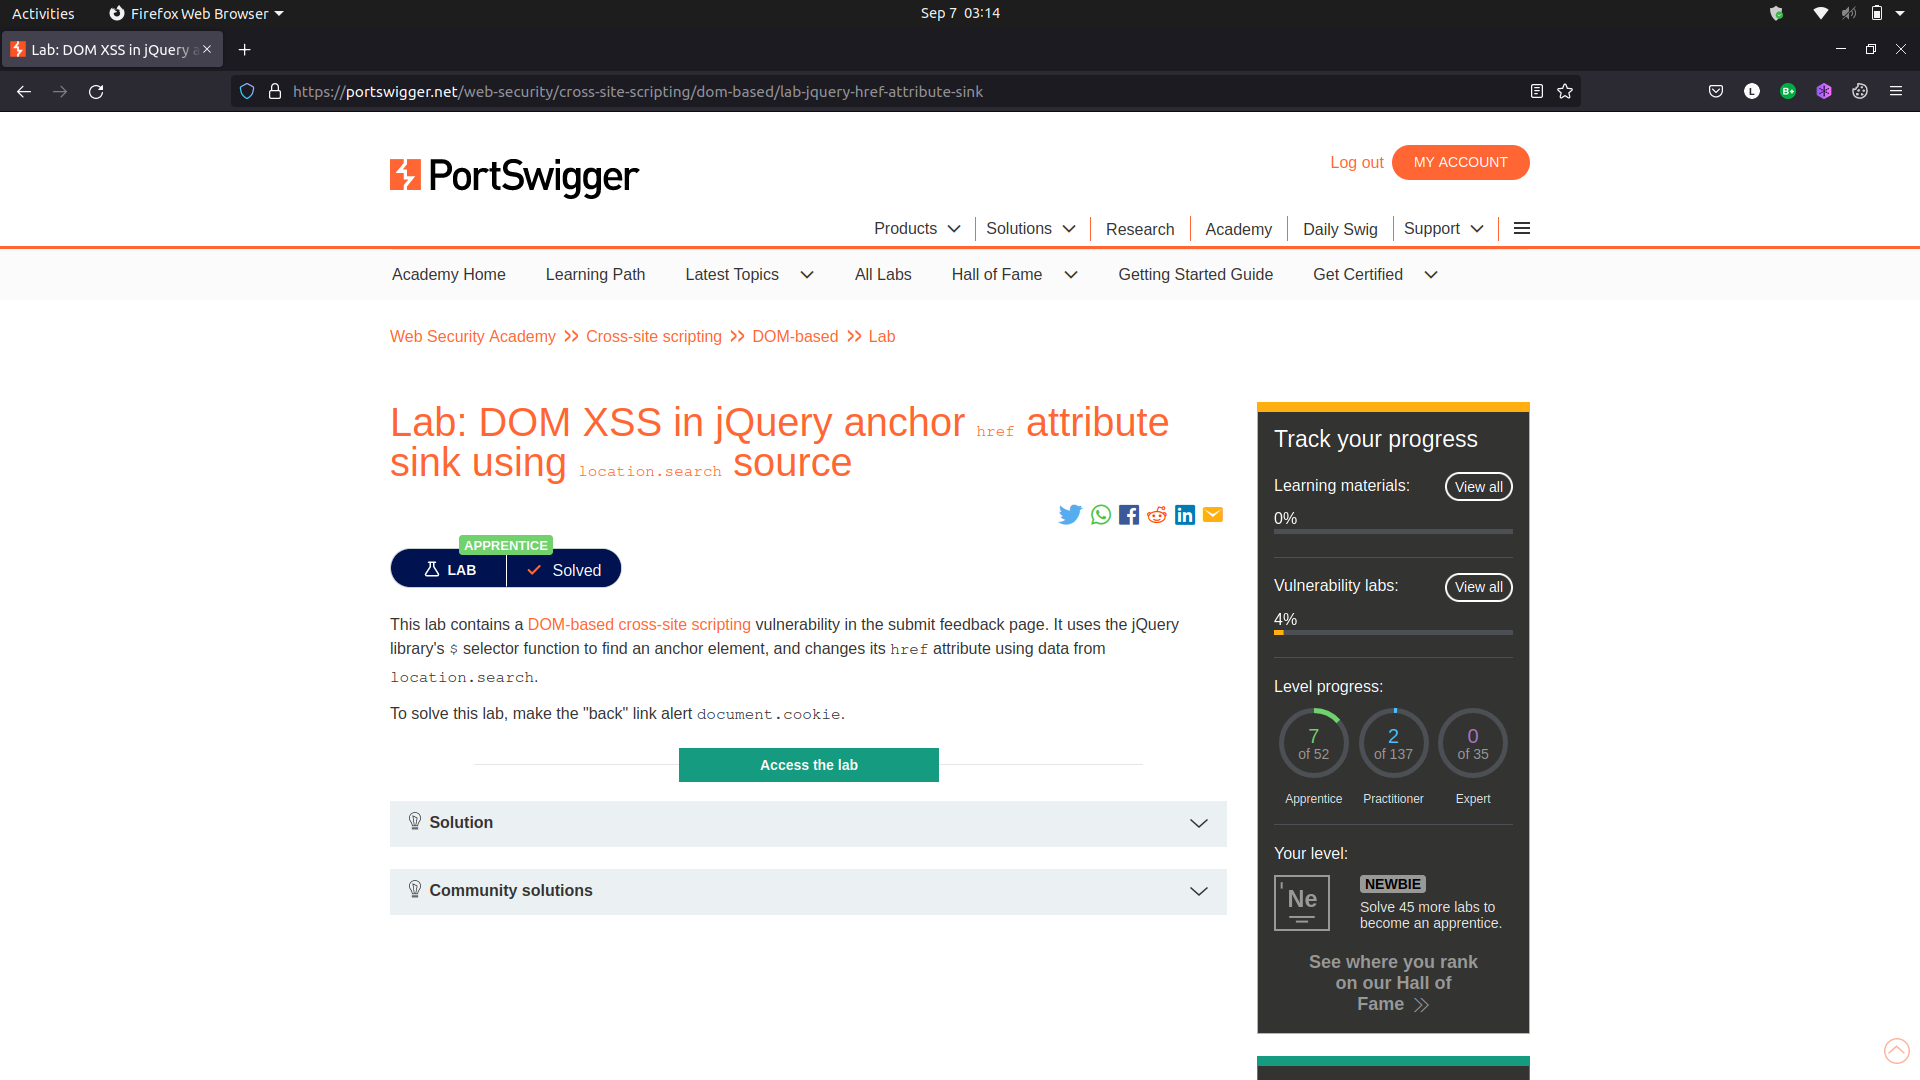 Activities
Firefox Web Browser
Sep 7 03:14
Lab: DOM XSS in jQuery a
https://portswigger.net/web-security/cross-site-scripting/dom-based/lab-jquery-href-attribute-sink
L
B+
PortSwigger
Log out
MY ACCOUNT
Products
Solutions
Research
Academy
Daily Swig
Support
Academy Home
Learning Path
Latest Topics
All Labs
Hall of Fame
Getting Started Guide
Get Certified
Web Security Academy
Cross-site scripting
DOM-based
Lab
Lab: DOM XSS in jQuery anchor href attribute
sink using location.search source
APPRENTICE
LAB
Solved
This lab contains a DOM-based cross-site scripting vulnerability in the submit feedback page. It uses the jQuery
library's $ selector function to find an anchor element, and changes its href attribute using data from
location.search.
To solve this lab, make the "back" link alert document.cookie.
Access the lab
Solution
Community solutions
Track your progress
Learning materials:
View all
0%
Vulnerability labs:
View all
4%
Level progress:
7
of 52
2
of 137
0
of 35
Apprentice
Practitioner
Expert
Your level:
Ne
NEWBIE
Solve 45 more labs to
become an apprentice.
See where you rank
on our Hall of
Fame